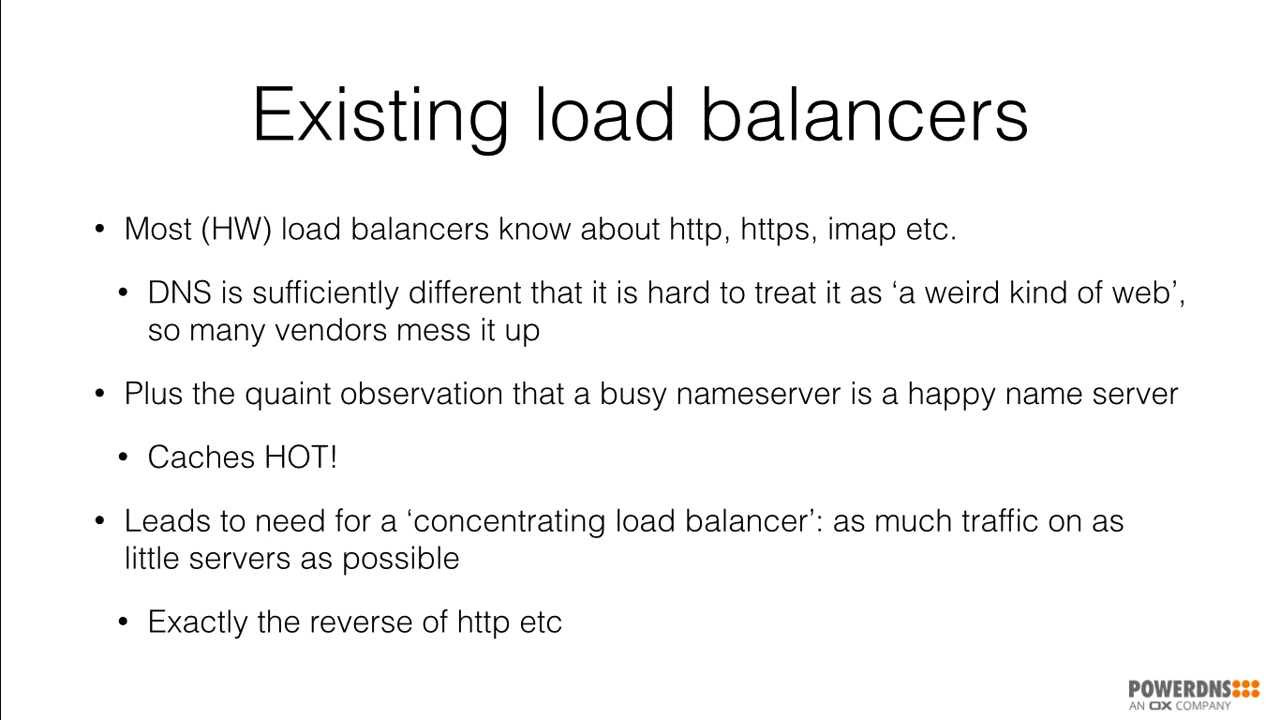 Existing load balancers
• Most (HW) load balancers know about http, https, imap etc.
• DNS is sufficiently different that it is hard to treat it as ‘a weird kind of web’,
so many vendors mess it up
• Plus the quaint observation that a busy nameserver is a happy name server
• Caches HOT!
• Leads to need for a ‘concentrating load balancer’: as much traffic on as
little servers as possible
• Exactly the reverse of http etc
POWERDNS
AN OX COMPANY